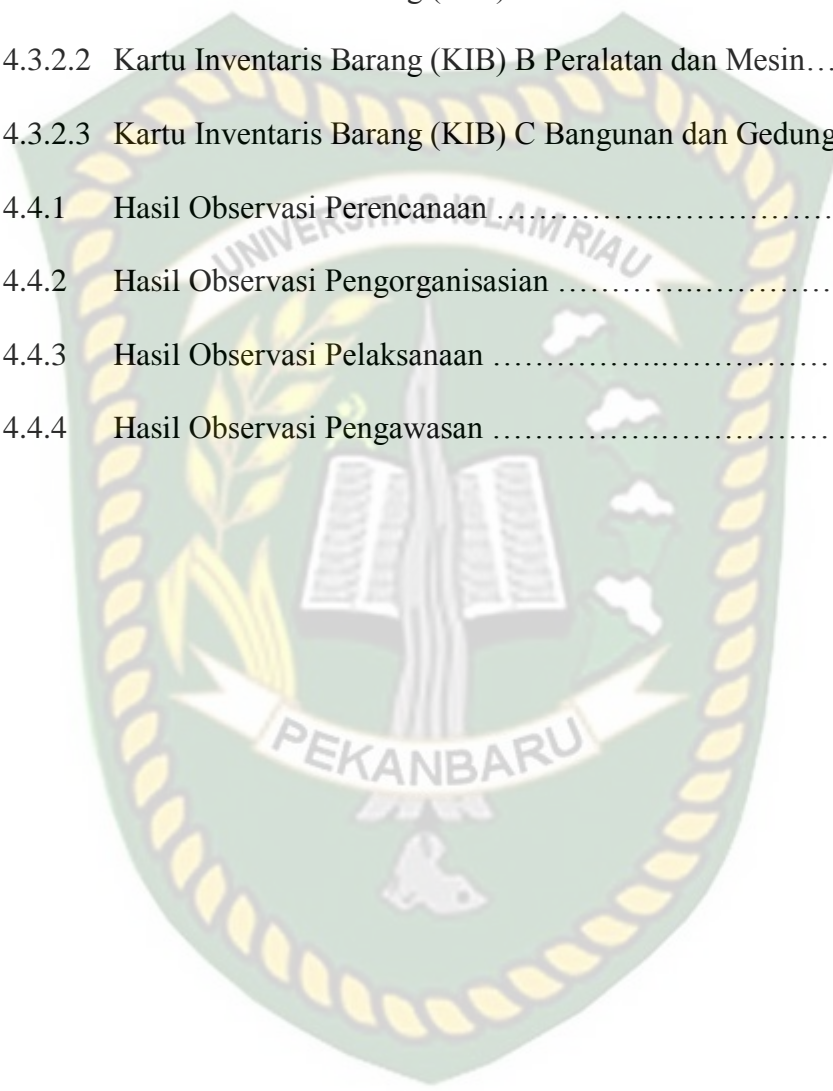 4.3.2.2 Kartu Inventaris Barang (KIB) B Peralatan dan Mesin…
4.3.2.3 Kartu Inventaris Barang (KIB) C Bangunan dan Gedung
4.4.1 Hasil Observasi Perencanaan …………….……………
4.4.2 Hasil Observasi Pengorganisasian …………..…………
4.4.3 Hasil Observasi Pelaksanaan …………….……………
4.4.4 Hasil Observasi Pengawasan …………….……………
UNIVERSITAS ISLAM RIAU
PEKANBARU